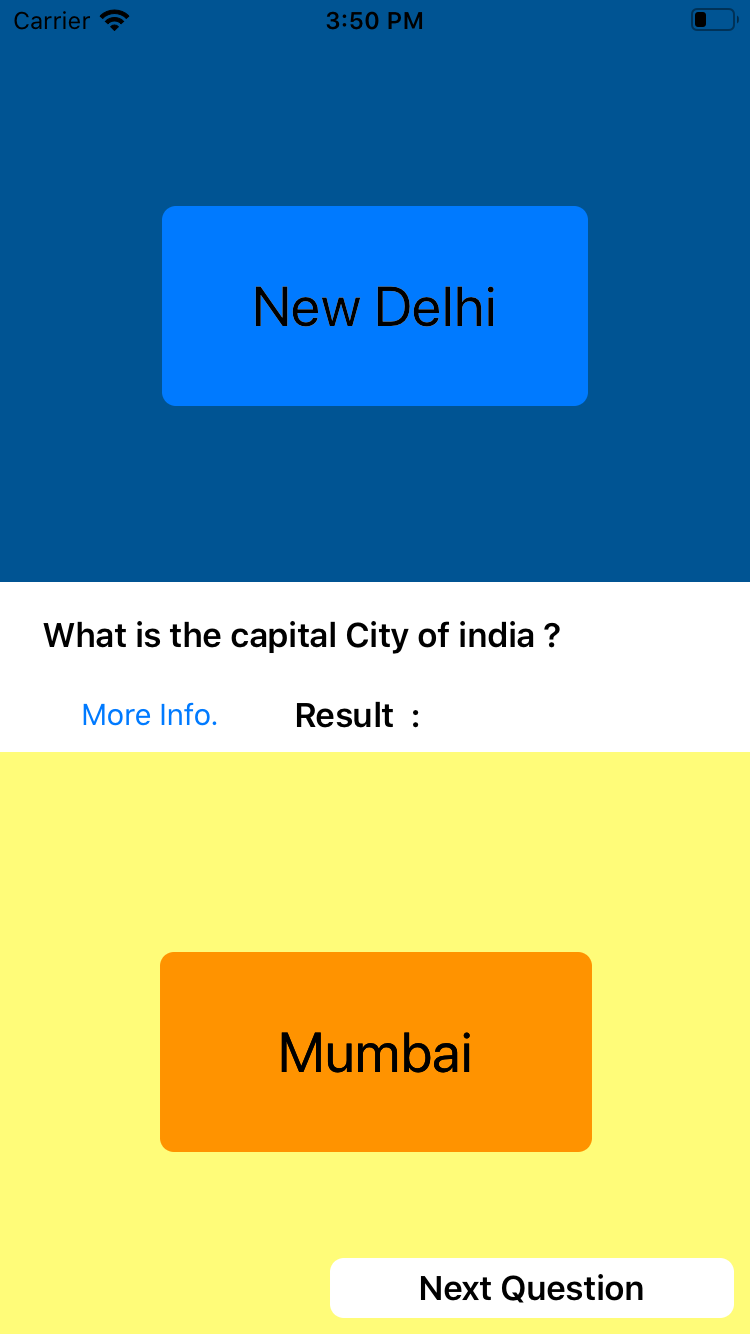 Carrier 3:50 PM
New Delhi
What is the capital City of india ?
More Info. Result :
Mumbai
Next Question